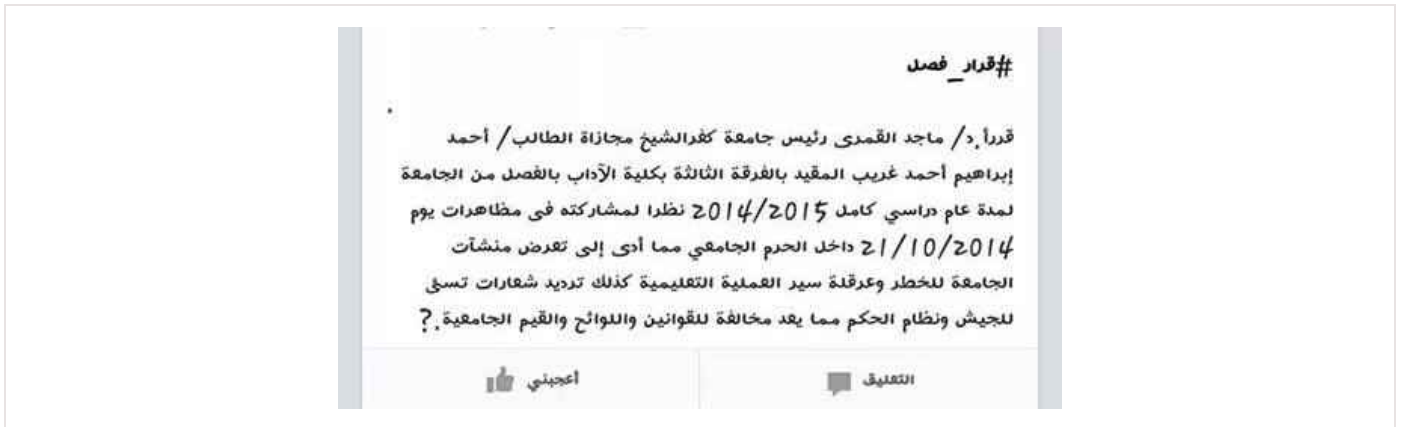 #قرار_فصل
قررأ.د/ ماجد القمرى رئيس جامعة كفرالشيخ مجازاة الطالب/ أحمد
إبراهيم أحمد غريب المقيد بالفرقة الثالثة بكلية الآداب بالفصل من الجامعة
لمدة عام دراسي كامل 2014/2015 نظرا لمشاركته فى مظاهرات يوم
21/10/2014 داخل الحرم الجامعي مما أدى إلى تعرض منشآت
الجامعة للخطر وعرقلة سير العملية التعليمية كذلك ترديد شعارات تسئ
للجيش ونظام الحكم مما يعد مخالفة للقوانين واللوائح والقيم الجامعية.?
التعليق
أعجبني